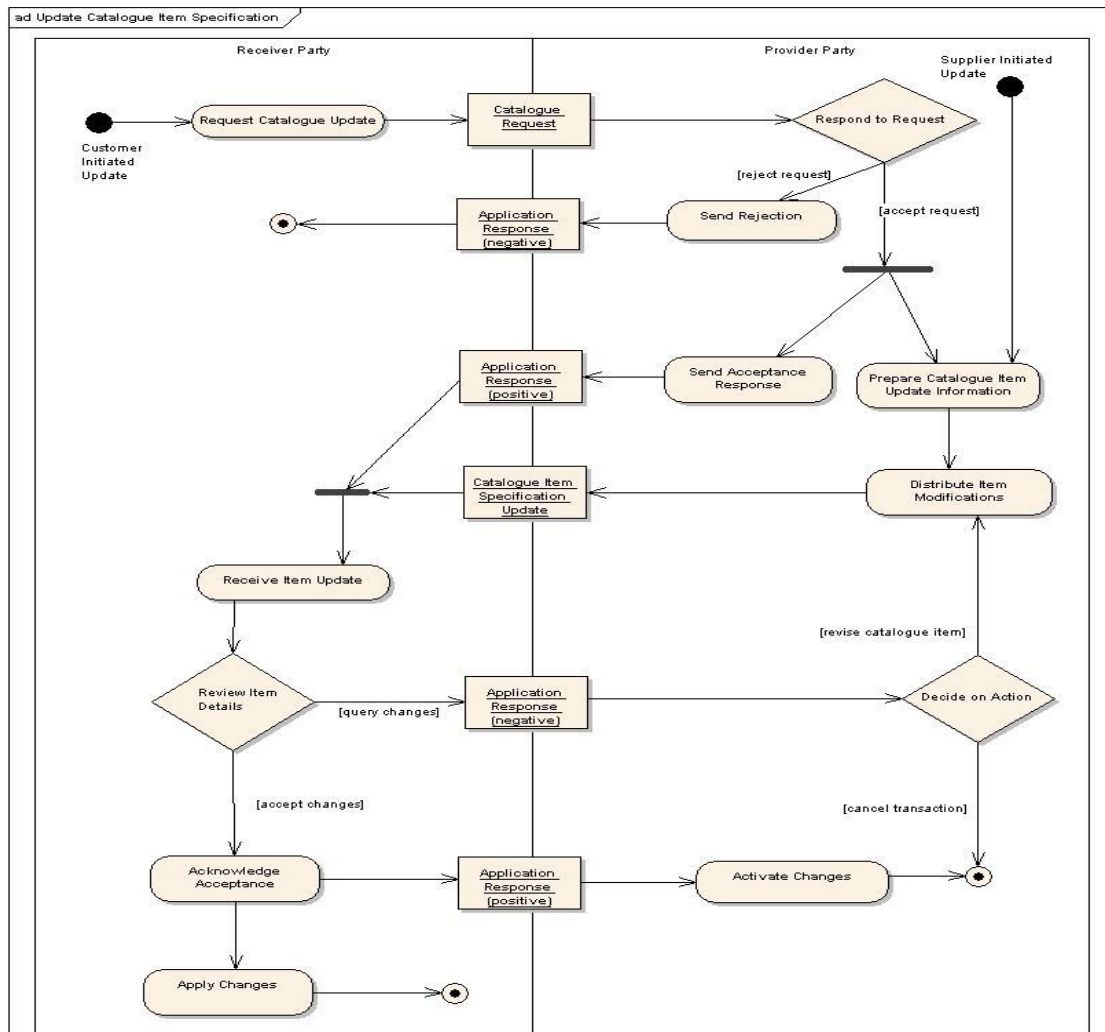 ad Update Catalogue Item Specification
Receiver Party
Provider Party
Supplier Initiated
Update
Customer
Initiated
Update
Request Catalogue Update
Catalogue
Request
Respond to Request
[reject request]
[accept request]
Send Rejection
Application
Response
(negative)
Application
Response
(positive)
Send Acceptance
Response
Prepare Catalogue Item
Update Information
Catalogue Item
Specification
Update
Distribute Item
Modifications
Receive Item Update
[revise catalogue item]
Review Item
Details
[query changes]
Application
Response
(negative)
Decide on Action
[accept changes]
[cancel transaction]
Acknowledge
Acceptance
Application
Response
(positive)
Activate Changes
Apply Changes